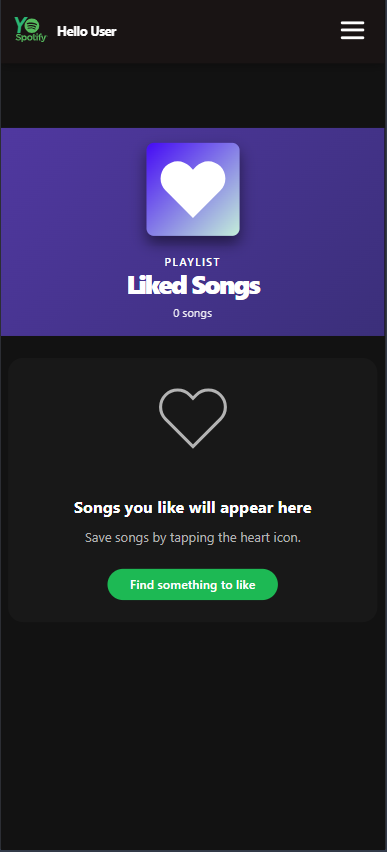 Yo
Spotify
Hello User
PLAYLIST
Liked Songs
0 songs
Songs you like will appear here
Save songs by tapping the heart icon.
Find something to like